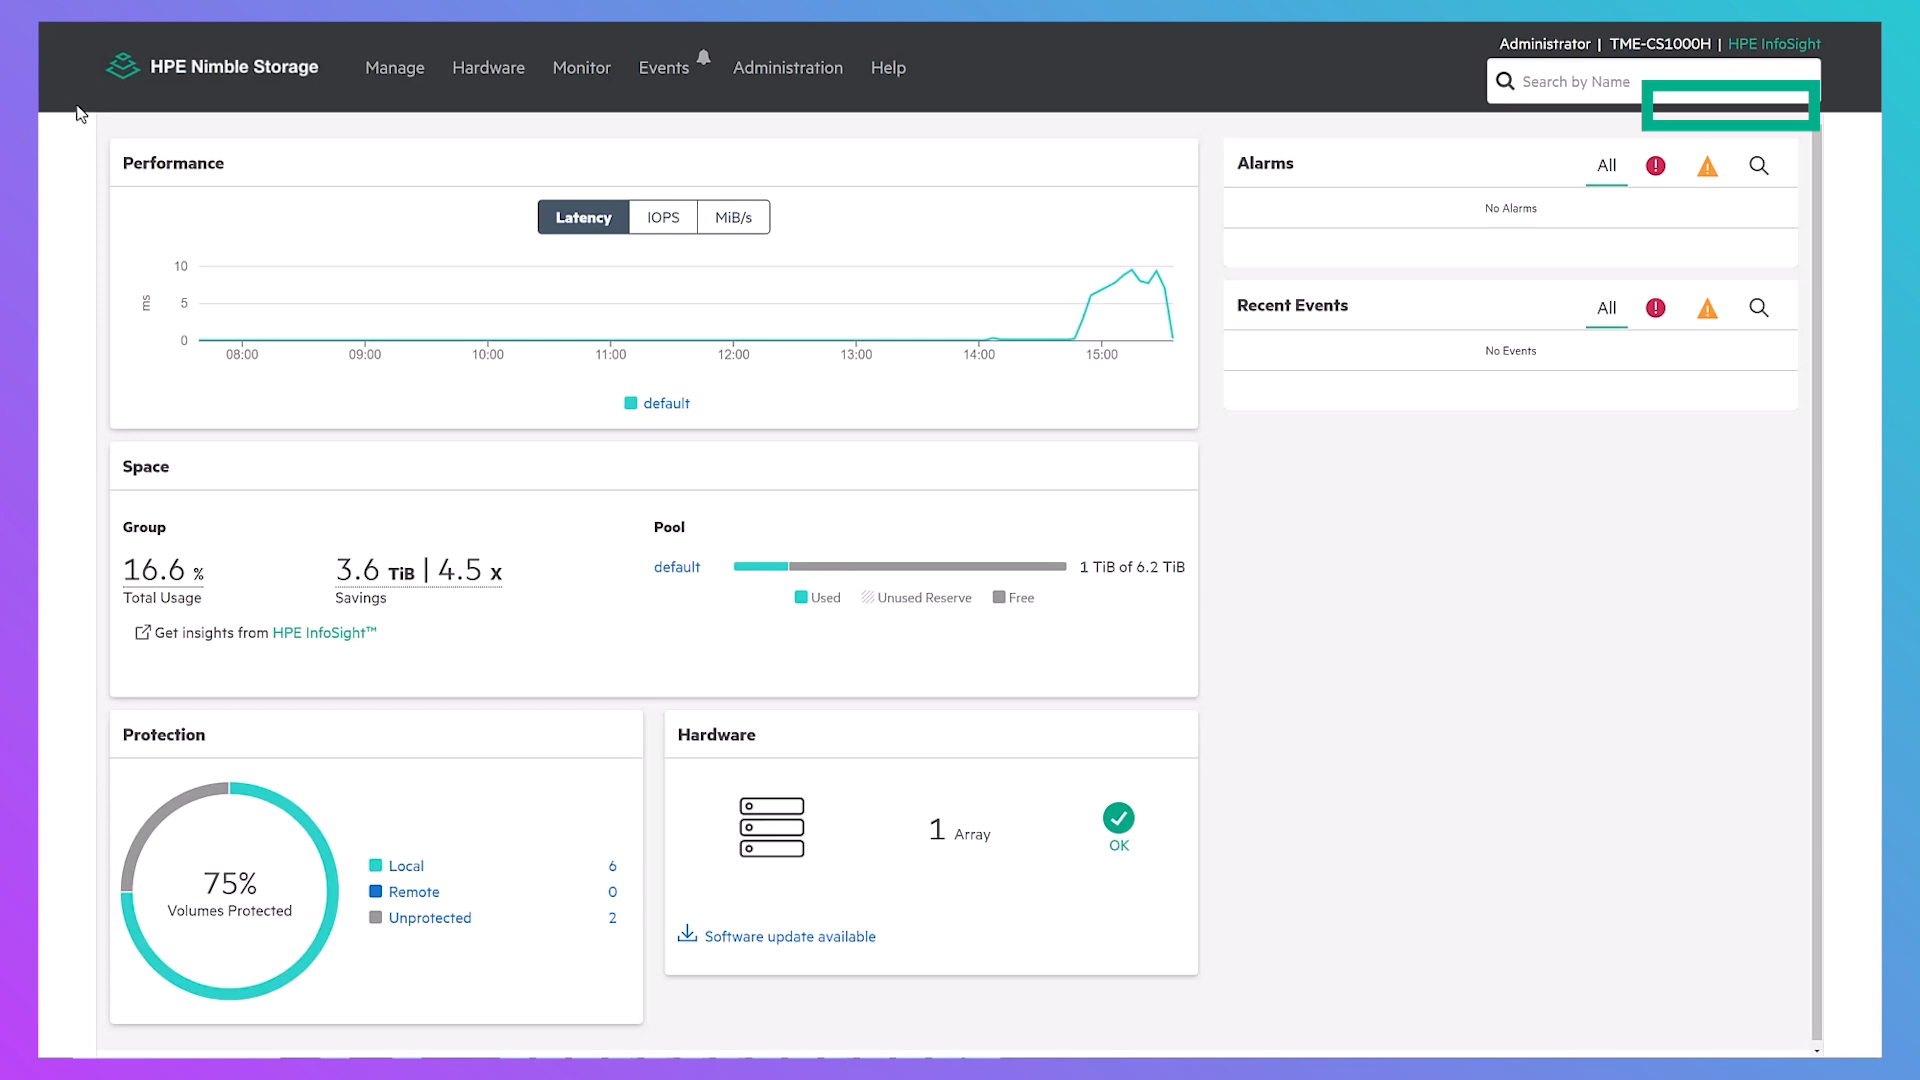 HPE Nimble Storage
Manage Hardware Monitor Events Administration Help
Administrator | TME-CS1000H | HPE InfoSight
Search by Name
Performance
Latency IOPS MiB/s
10
5
0
ms
08:00 09:00 10:00 11:00 12:00 13:00 14:00 15:00
default
Alarms All
No Alarms
Recent Events All
No Events
Space
Group
16.6 %
Total Usage
3.6 TiB | 4.5 X
Savings
Get insights from HPE InfoSight™
Pool
default 1 TiB of 6.2 TiB
Used Unused Reserve Free
Protection
75%
Volumes Protected
Local 6
Remote 0
Unprotected 2
Hardware
1 Array
OK
Software update available